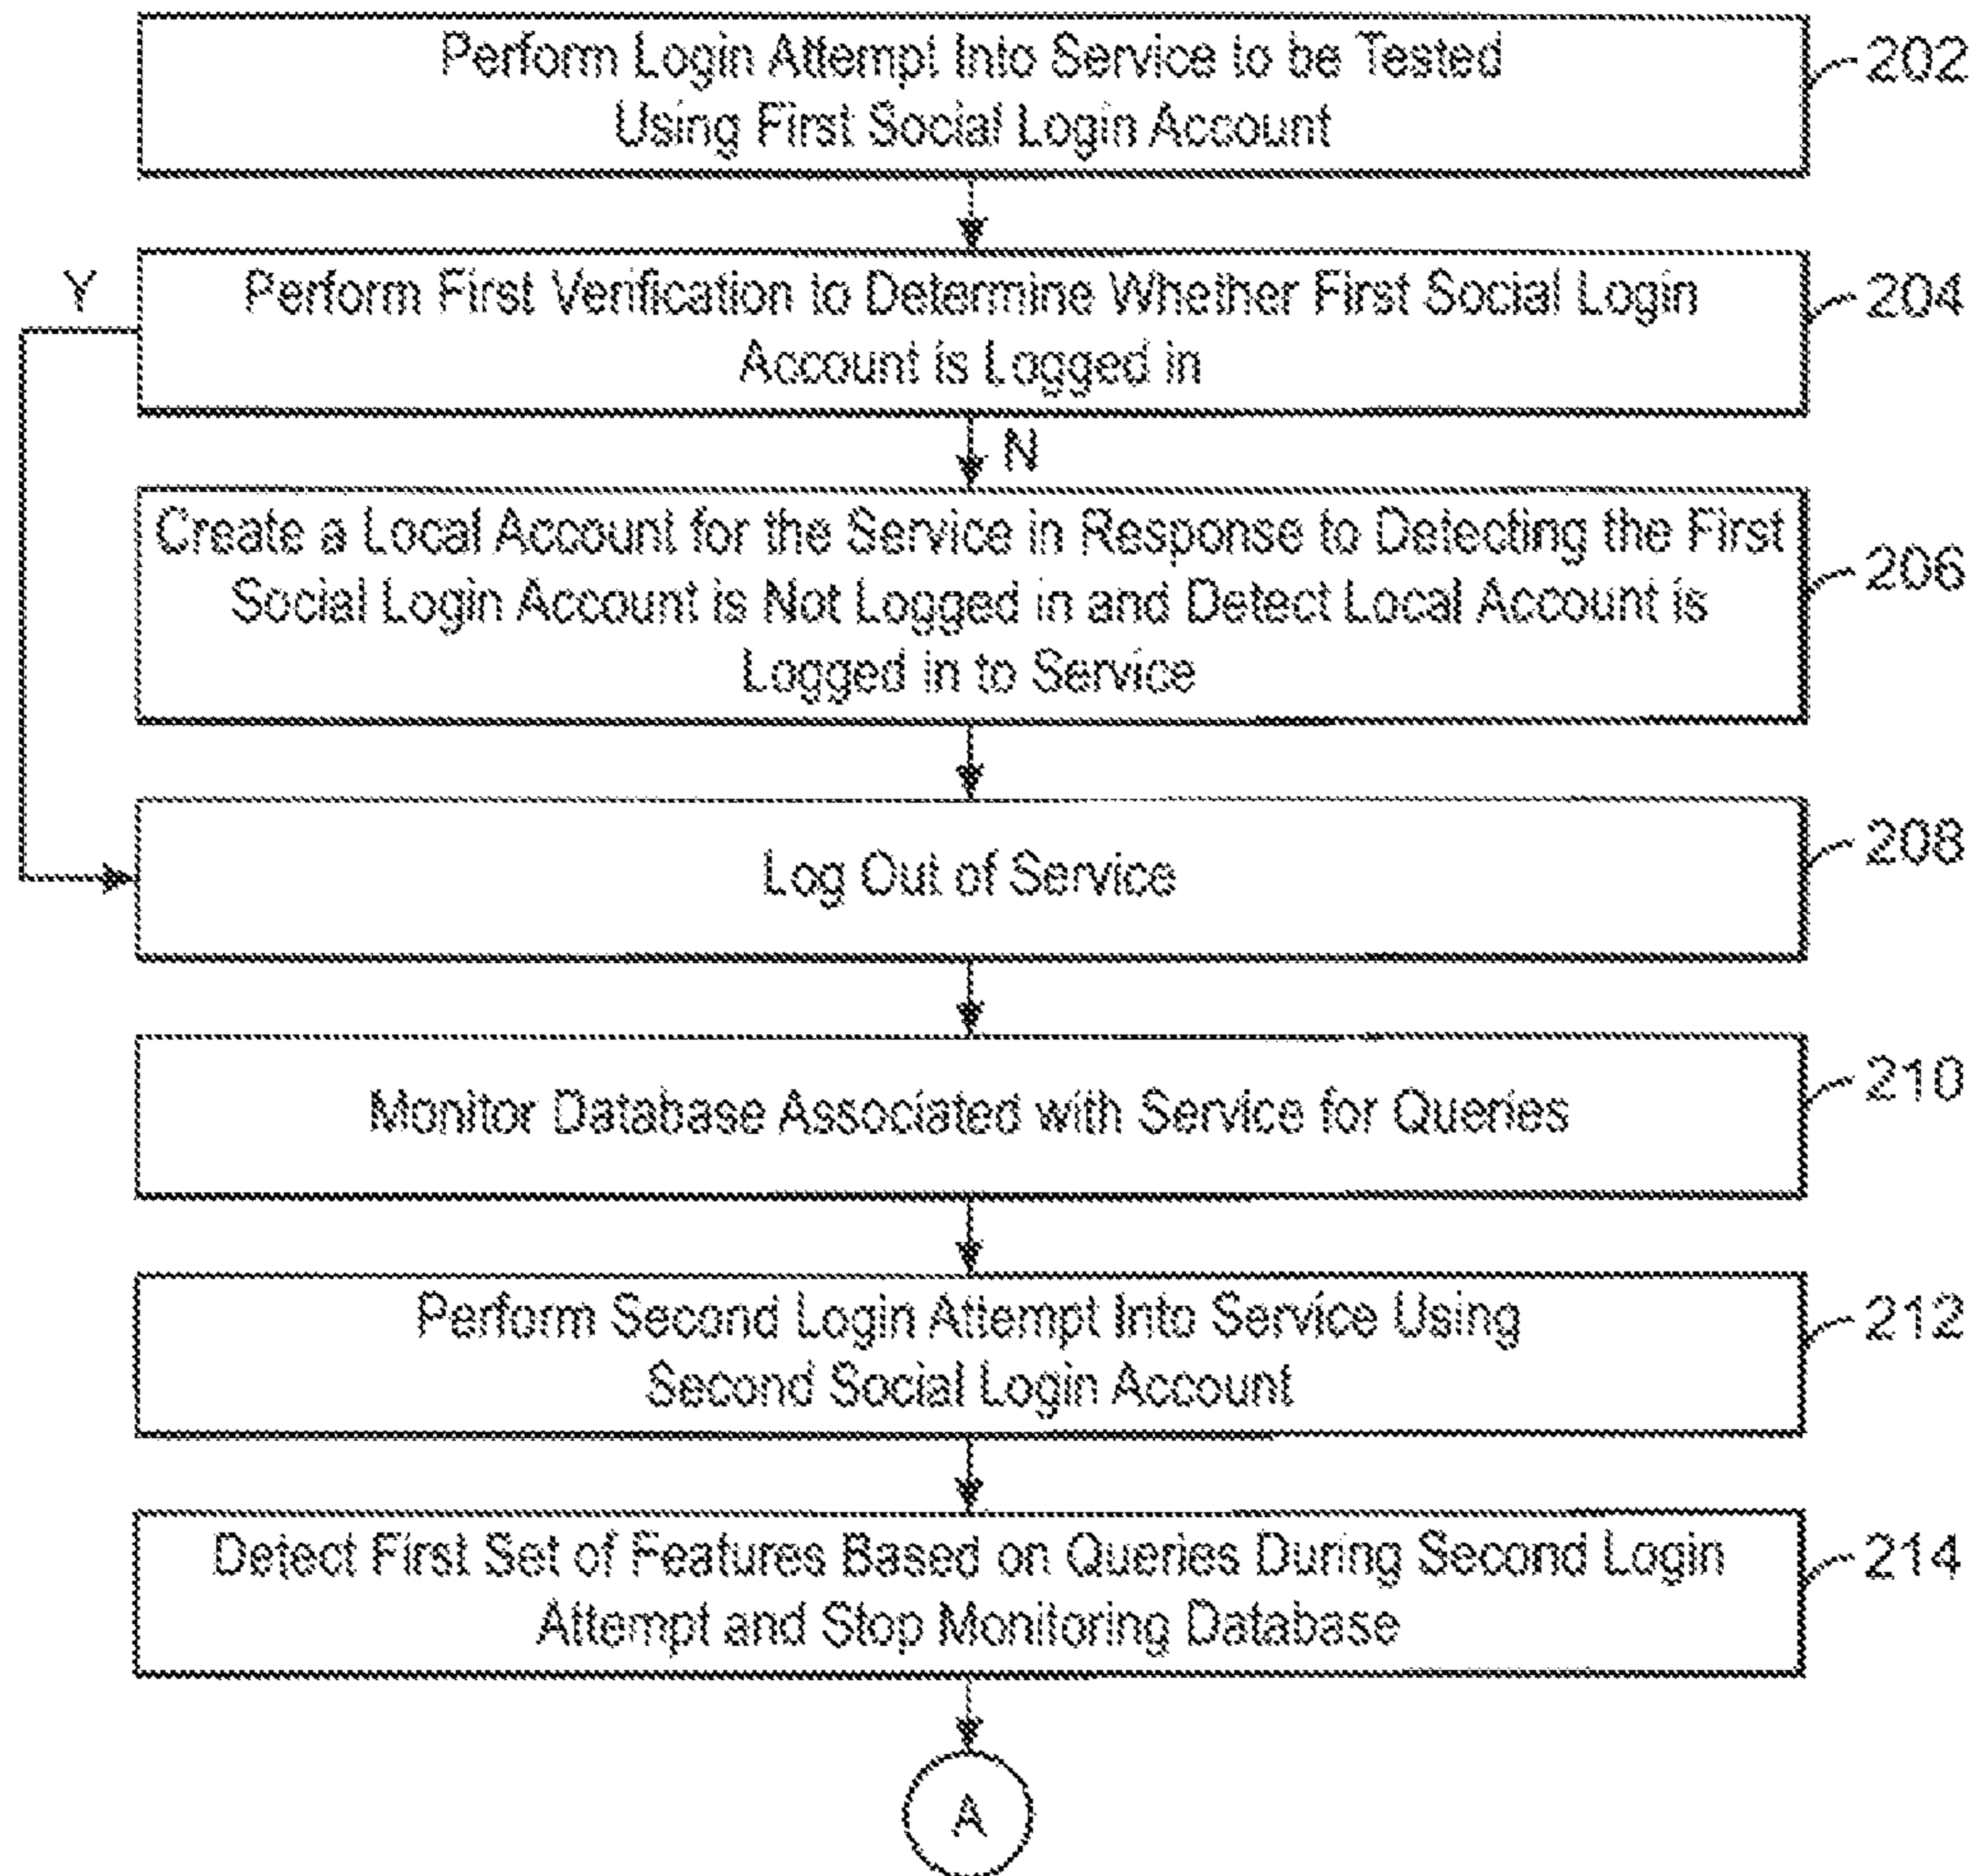 Perform Login Attempt Into Service to be Tested
Using First Social Login Account
202
Y
Perform First Verification to Determine Whether First Social Login
Account is Logged in
204
N
Create a Local Account for the Service in Response to Detecting the First
Social Login Account is Not Logged in and Detect Local Account is
Logged in to Service
206
Log Out of Service
208
Monitor Database Associated with Service for Queries
210
Perform Second Login Attempt Into Service Using
Second Social Login Account
212
Detect First Set of Features Based on Queries During Second Login
Attempt and Stop Monitoring Database
214
A